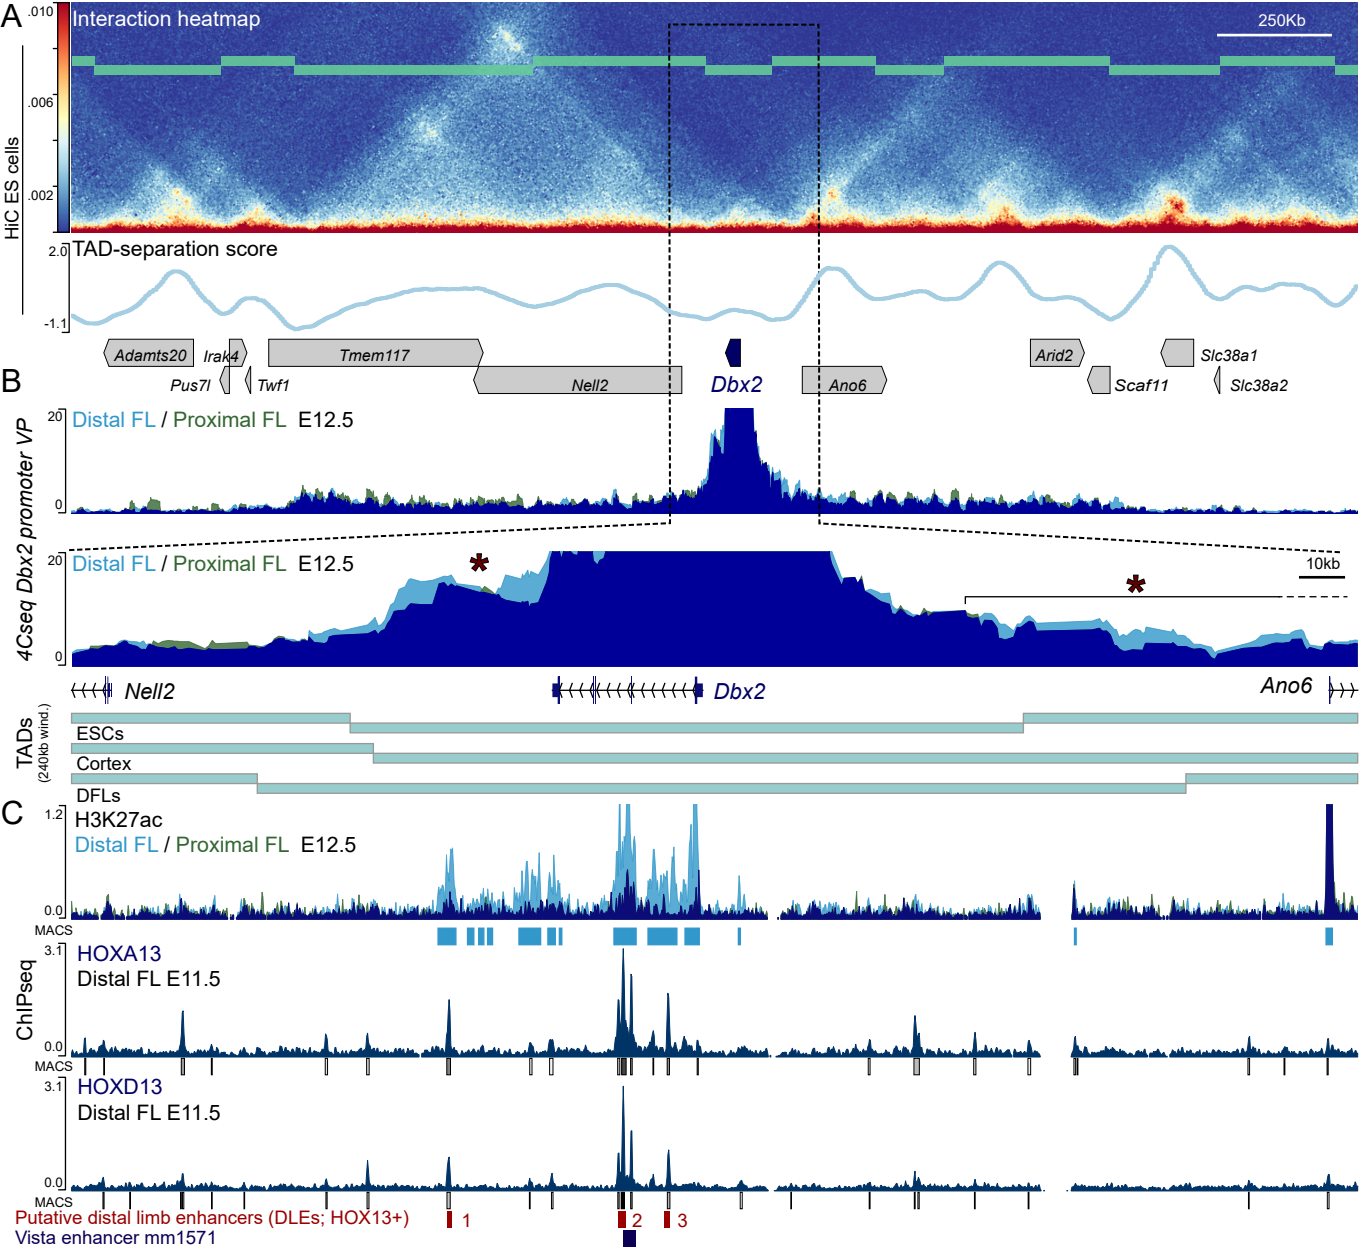 A
.010
Interaction heatmap
250Kb
.006
.002
HiC ES cells
2.0
TAD-separation score
-1.1
Adamts20
Irak4
Tmem117
Arid2
Slc38a1
Pus7l
Twf1
Nell2
Dbx2
Ano6
Scaf11
Slc38a2
B
4Cseq Dbx2 promoter VP
20
Distal FL / Proximal FL E12.5
0
20
Distal FL / Proximal FL E12.5
*
*
10kb
0
Nell2
Dbx2
Ano6
TADs
(240kb wind.)
ESCs
Cortex
DFLs
C
ChIPseq
1.2
H3K27ac
Distal FL / Proximal FL E12.5
0.0
MACS
3.1
HOXA13
Distal FL E11.5
0.0
MACS
3.1
HOXD13
Distal FL E11.5
0.0
MACS
Putative distal limb enhancers (DLEs; HOX13+)
1
2
3
Vista enhancer mm1571